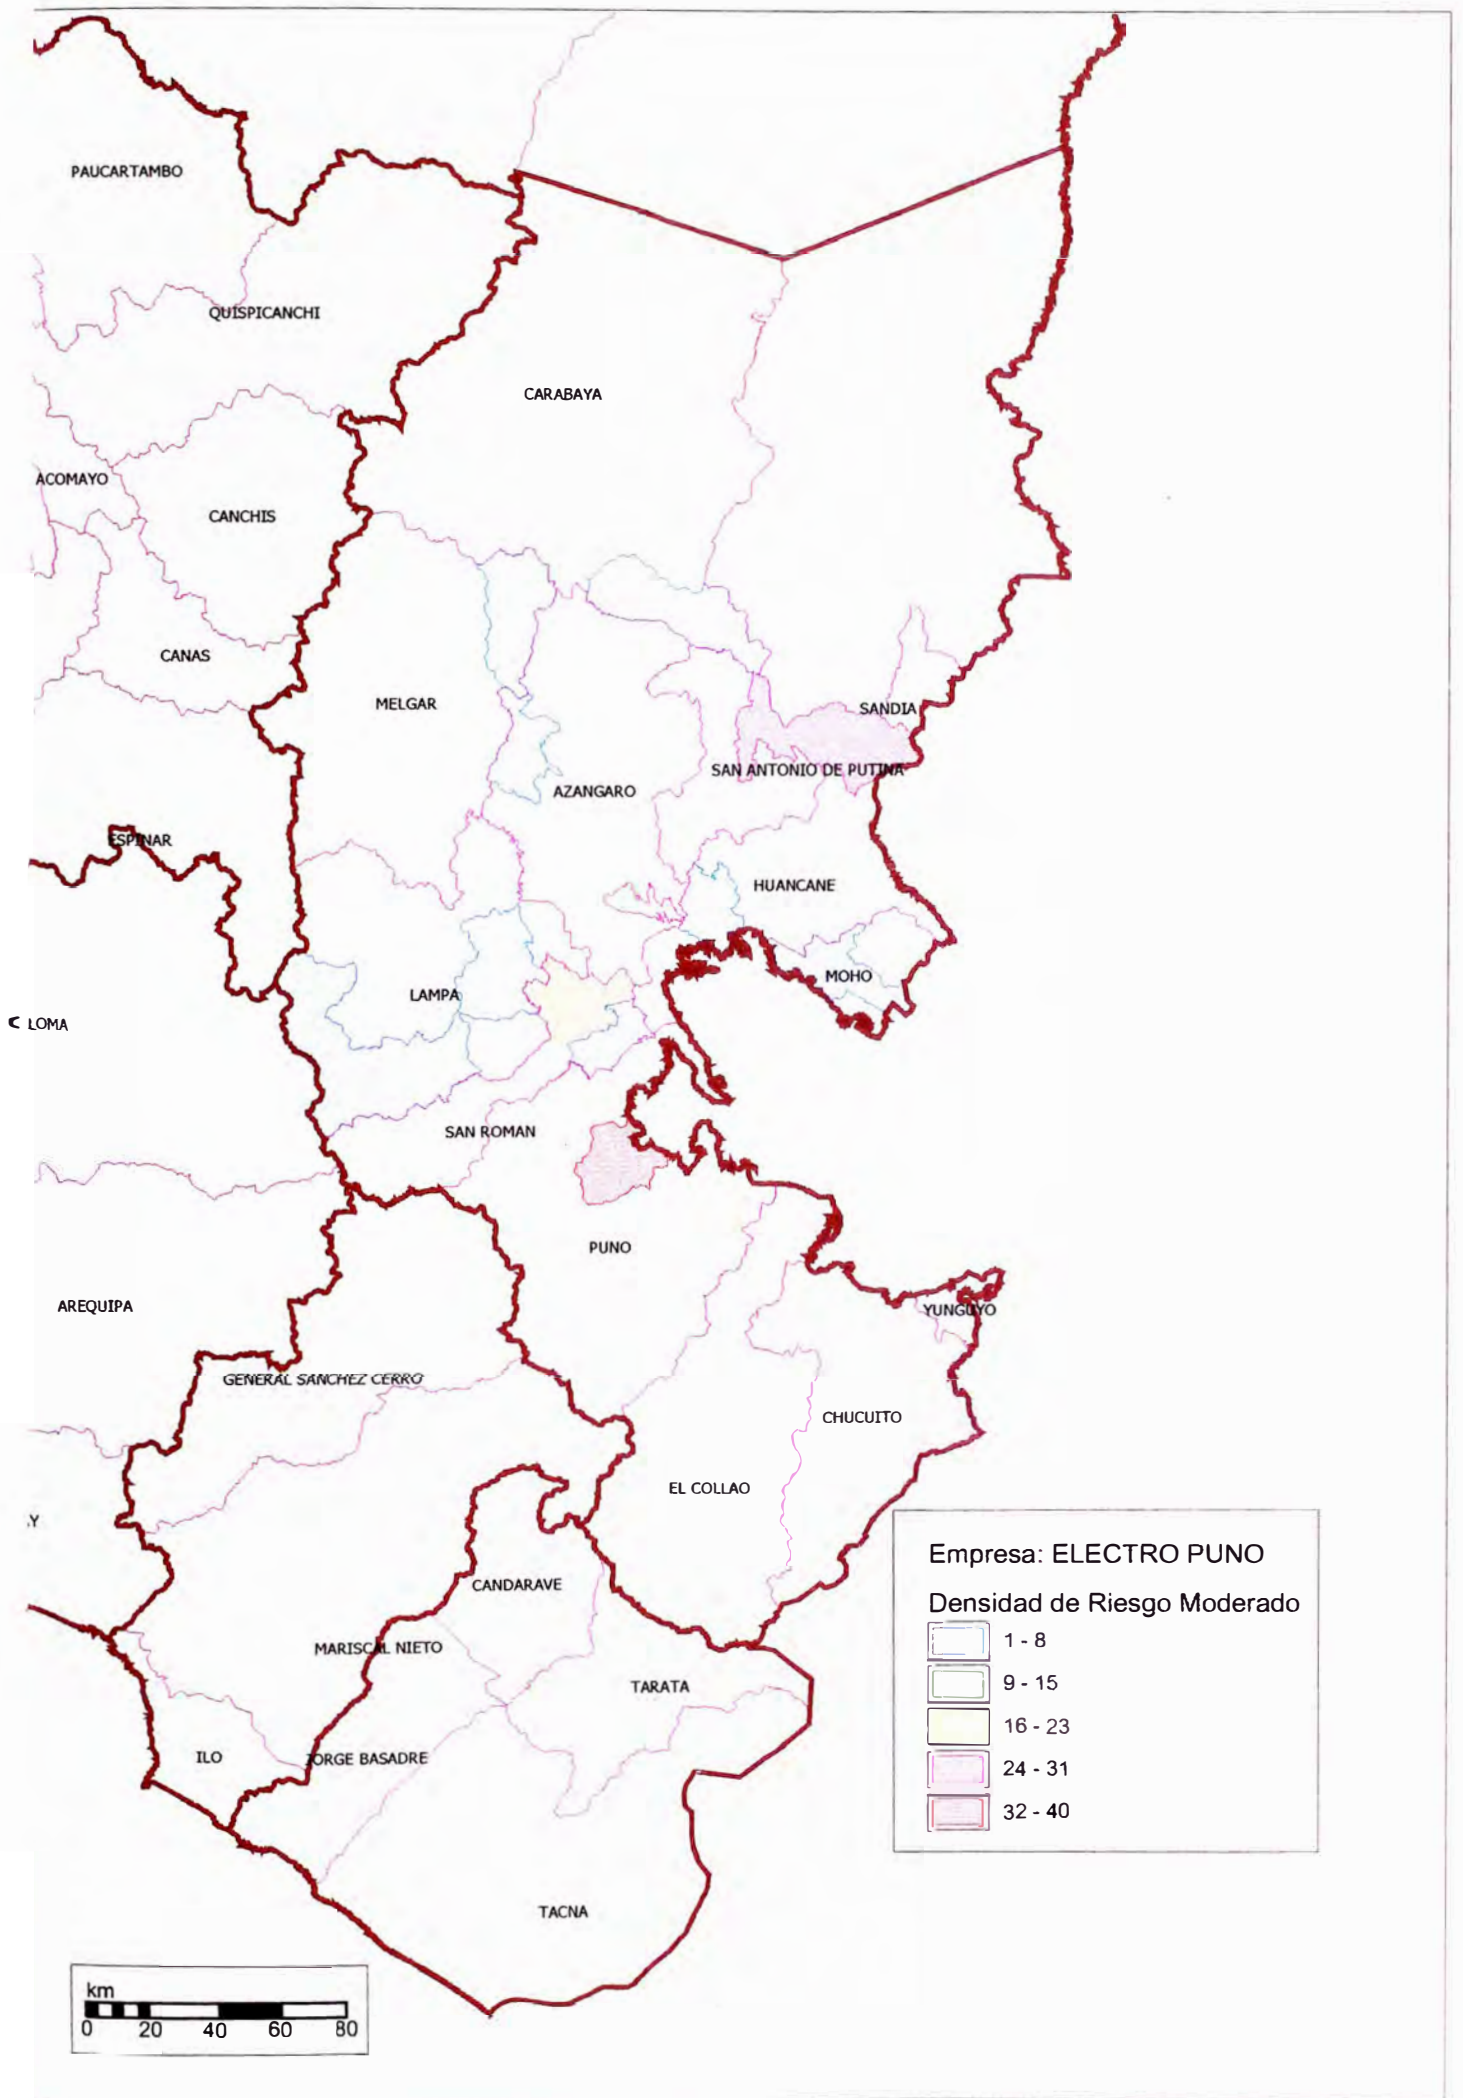 PAUCARTAMBO
QUISPICANCHI
CARABAYA
ACOMAYO
CANCHIS
CANAS
MELGAR
SANDIA
SAN ANTONIO DE PUTINA
AZANGARO
ESPINAR
HUANCANE
MOHO
LAMPA
LOMA
SAN ROMAN
PUNO
AREQUIPA
YUNGUYO
GENERAL SANCHEZ CERRO
CHUCUITO
EL COLLAO
Y
CANDARAVE
MARISCAL NIETO
TARATA
ILO
JORGE BASADRE
TACNA
Empresa: ELECTRO PUNO
Densidad de Riesgo Moderado
1 - 8
9 - 15
16 - 23
24 - 31
32 - 40
km
0 20 40 60 80